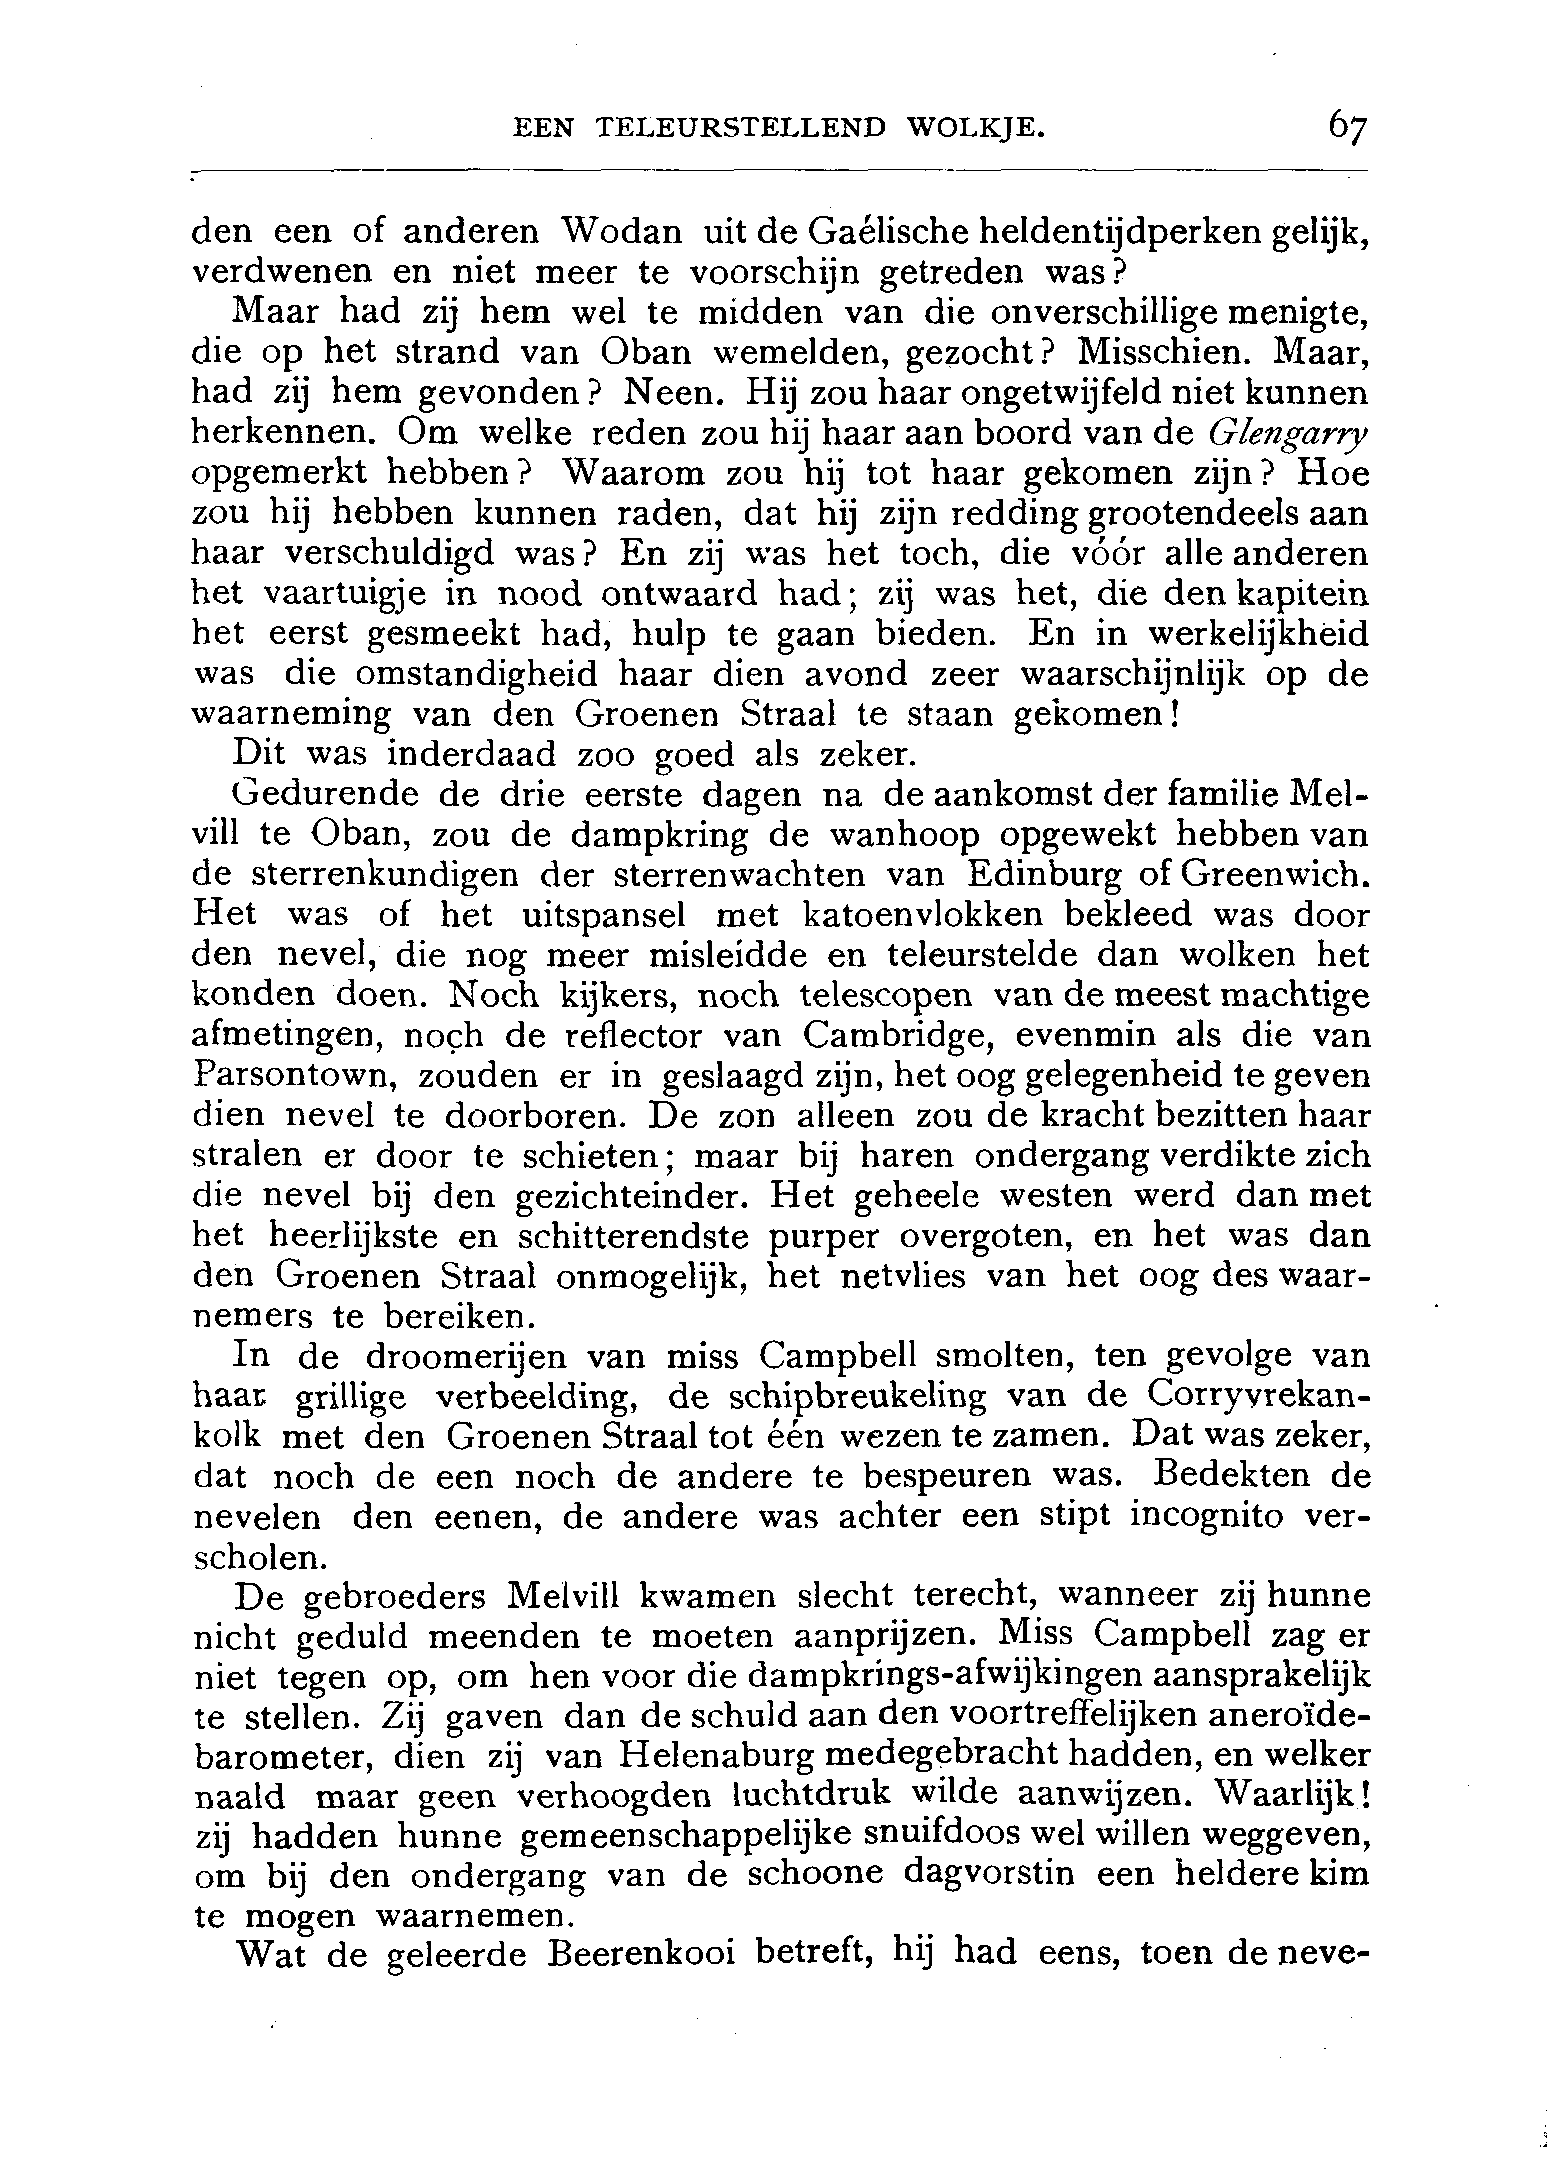 EEN TELEURSTELLEND WOLKJE. 67
den een of anderen Wodan uit de Gaélische heldentijdperken gelijk,
verdwenen en niet meer te voorschijn getreden was?
Maar had zij hem wel te midden van die onverschillige menigte,
die op het strand van Oban wemelden, gezocht? Misschien. Maar,
had zij hem gevonden? Neen. Hij zou haar ongetwijfeld niet kunnen
herkennen. Om welke reden zou hij haar aan boord van de Glengarry
opgemerkt hebben? Waarom zou hij tot haar gekomen zijn? Hoe
zou hij hebben kunnen raden, dat hij zijn redding grootendeels aan
haar verschuldigd was? En zij was het toch, die vóór alle anderen
het vaartuigje in nood ontwaard had; zij was het, die den kapitein
het eerst gesmeekt had, hulp te gaan bieden. En in werkelijkheid
was die omstandigheid haar dien avond zeer waarschijnlijk op de
waarneming van den Groenen Straal te staan gekomen!
Dit was inderdaad zoo goed als zeker.
Gedurende de drie eerste dagen na de aankomst der familie Mel-
vill te Oban, zou de dampkring de wanhoop opgewekt hebben van
de sterrenkundigen der sterrenwachten van Edinburg of Greenwich.
Het was of het uitspansel met katoenvlokken bekleed was door
den nevel, die nog meer misleidde en teleurstelde dan wolken het
konden doen. Noch kijkers, noch telescopen van de meest machtige
afmetingen, noch de reflector van Cambridge, evenmin als die van
Parsontown, zouden er in geslaagd zijn, het oog gelegenheid te geven
dien nevel te doorboren. De zon alleen zou de kracht bezitten haar
stralen er door te schieten; maar bij haren ondergang verdikte zich
die nevel bij den gezichteinder. Het geheele westen werd dan met
het heerlijkste en schitterendste purper overgoten, en het was dan
den Groenen Straal onmogelijk, het netvlies van het oog des waar-
nemers te bereiken.
In de droomerijen van miss Campbell smolten, ten gevolge van
haar grillige verbeelding, de schipbreukeling van de Corryvrekan-
kolk met den Groenen Straal tot één wezen te zamen. Dat was zeker,
dat noch de een noch de andere te bespeuren was. Bedekten de
nevelen den eenen, de andere was achter een stipt incognito ver-
scholen.
De gebroeders Melvill kwamen slecht terecht, wanneer zij hunne
nicht geduld meenden te moeten aanprijzen. Miss Campbell zag er
niet tegen op, om hen voor die dampkrings-afwijkingen aansprakelijk
te stellen. Zij gaven dan de schuld aan den voortreffelijken aneroïde-
barometer, dien zij van Helenaburg medegebracht hadden, en welker
naald maar geen verhoogden luchtdruk wilde aanwijzen. Waarlijk!
zij hadden hunne gemeenschappelijke snuifdoos wel willen weggeven,
om bij den ondergang van de schoone dagvorstin een heldere kim
te mogen waarnemen.
Wat de geleerde Beerenkooi betreft, hij had eens, toen de neve-